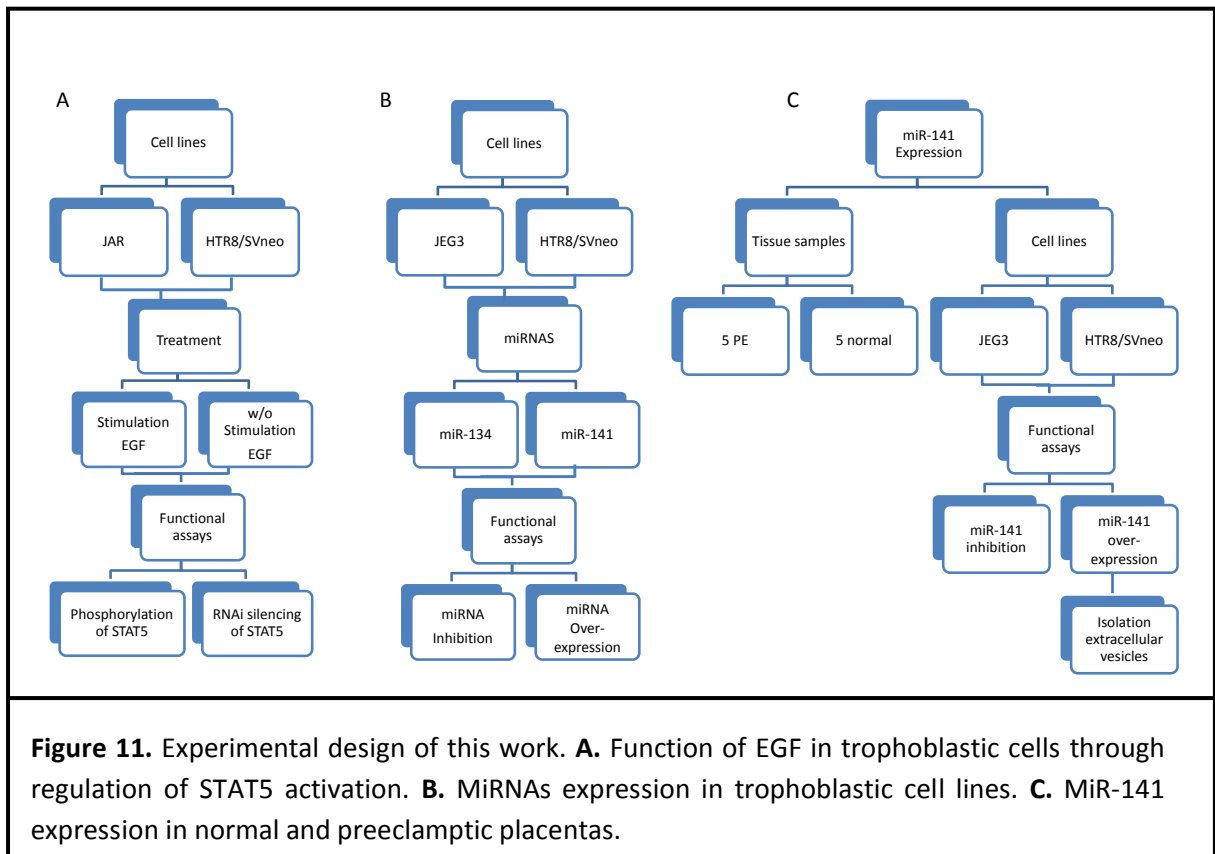 A
Cell lines
JAR
HTR8/SVneo
Treatment
Stimulation
EGF
w/o
Stimulation
EGF
Functional
assays
Phosphorylation
of STAT5
RNAi silencing
of STAT5
B
Cell lines
JEG3
HTR8/SVneo
miRNAS
miR-134
miR-141
Functional
assays
miRNA
Inhibition
miRNA
Over-
expression
C
miR-141
Expression
Tissue samples
Cell lines
5 PE
5 normal
JEG3
HTR8/SVneo
Functional
assays
miR-141
inhibition
miR-141
over-
expression
Isolation
extracellular
vesicles
Figure 11. Experimental design of this work. A. Function of EGF in trophoblastic cells through
regulation of STAT5 activation. B. MiRNAs expression in trophoblastic cell lines. C. MiR-141
expression in normal and preeclamptic placentas.